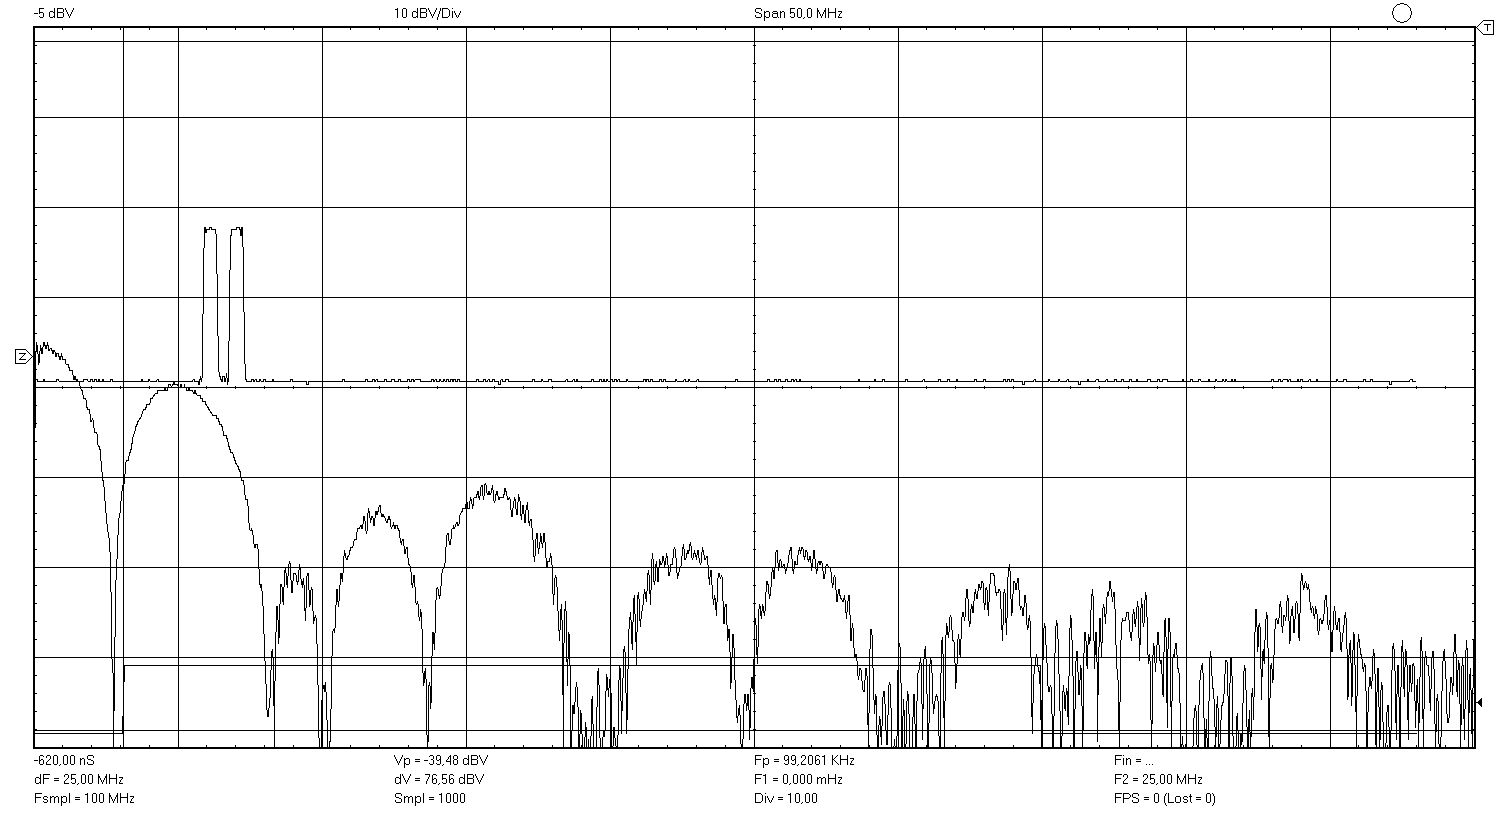 -5 dBV 10 dBV/Div Span 50,0 MHz
T
Z
-620,00 nS Vp = -39,48 dBV Fp = 99,2061 KHz Fin = ...
dF = 25,00 MHz dV = 76,56 dBV F1 = 0,000 mHz F2 = 25,00 MHz
Fsmpl = 100 MHz Smpl = 1000 Div = 10,00 FPS = 0 (Lost = 0)